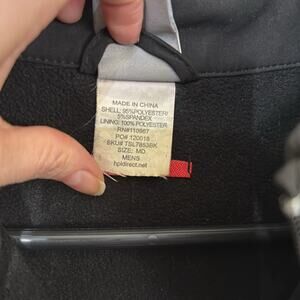 MADE IN CHINA
SHELL: 95%POLYESTER/
5%SPANDEX
LINING:100%POLYESTER
RN#110667
PO# 120018
SKU# TSL7853BK
SIZE: MD
MENS
hpidirect.net